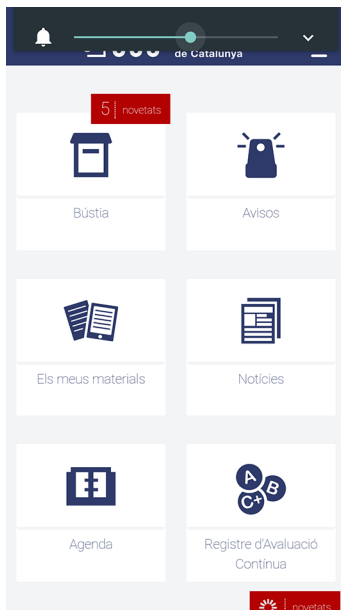 de Catalunya
5 novetats
Bústia
Avisos
Els meus materials
Notícies
Agenda
A
B
C+
Registre d'Avaluació
Contínua
novetats